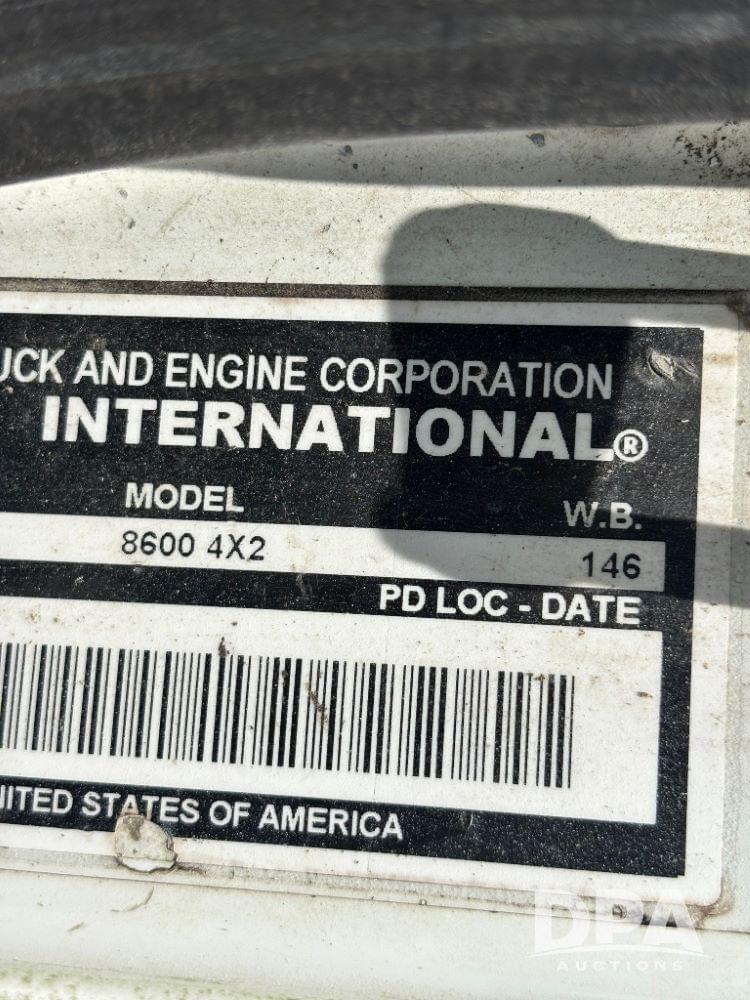 UCK AND ENGINE CORPORATION
INTERNATIONAL®
MODEL W.B.
8600 4X2 146
PD LOC - DATE
NITED STATES OF AMERICA
DPA
AUCTIONS